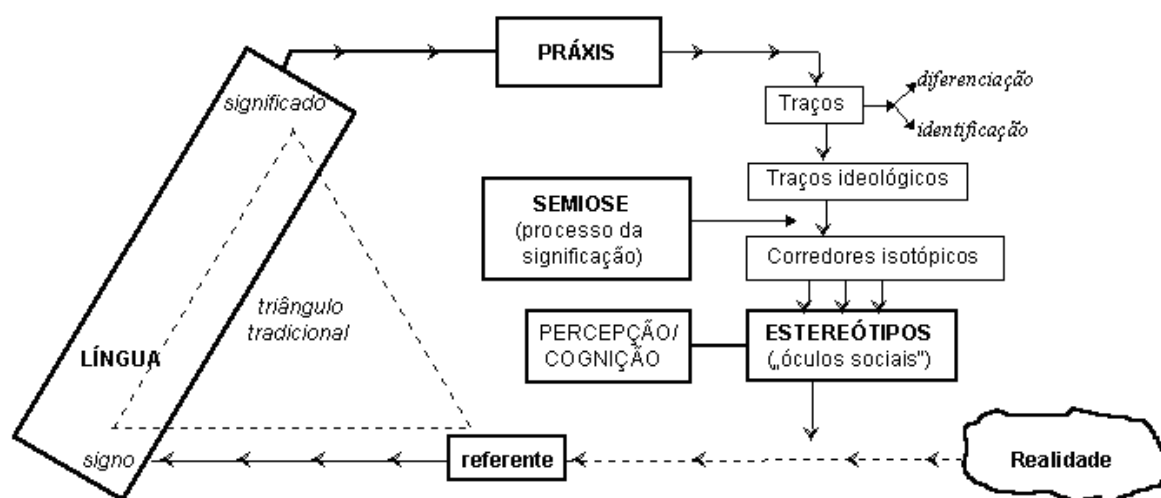 PRÁXIS
significado
diferenciação
Traços
identificação
Traços ideológicos
SEMIOSE
(processo da
significação)
Corredores isotópicos
triângulo
tradicional
PERCEPÇÃO/
COGNIÇÃO
ESTEREÓTIPOS
(„óculos sociais")
LÍNGUA
signo
referente
Realidade